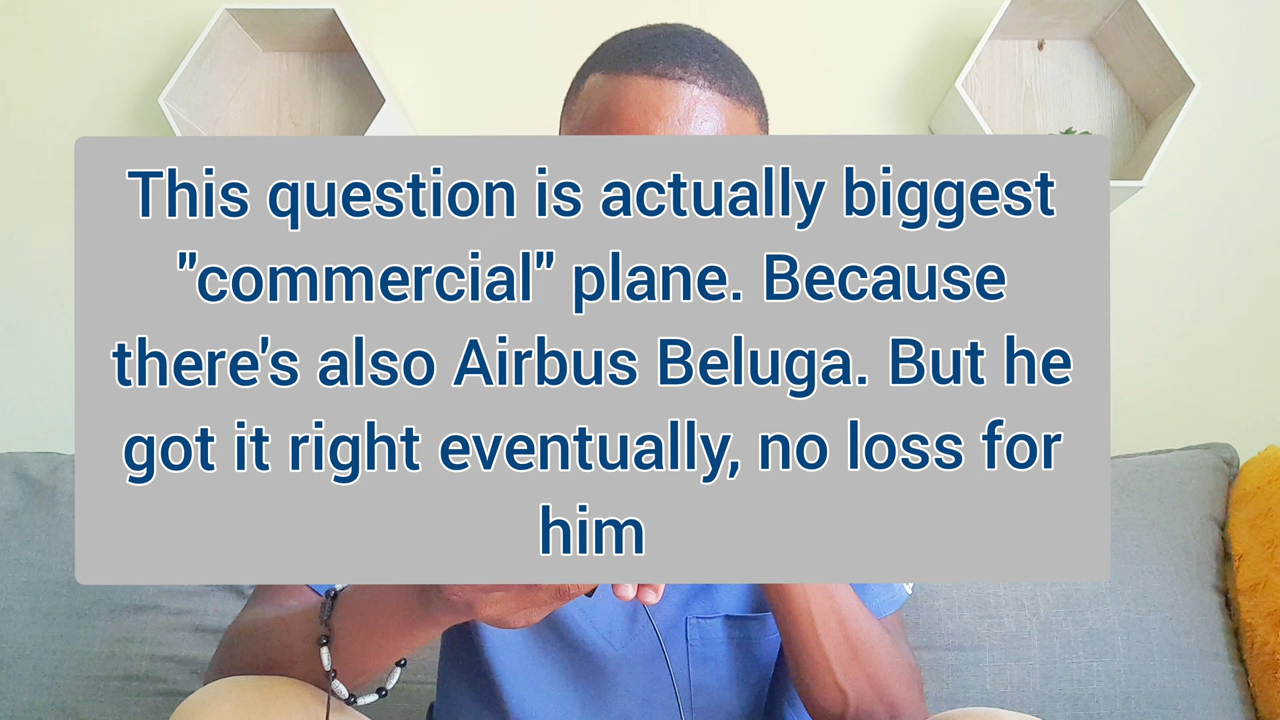 This question is actually biggest
"commercial" plane. Because
there's also Airbus Beluga. But he
got it right eventually, no loss for
him